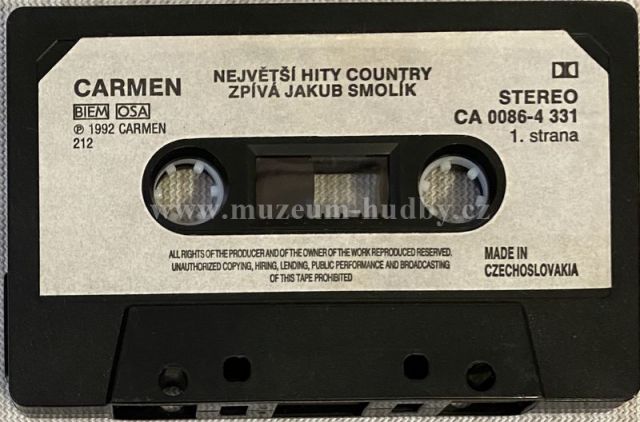 CARMEN
BIEM OSA
℗ 1992 CARMEN
212
NEJVĚTŠÍ HITY COUNTRY
ZPÍVÁ JAKUB SMOLÍK
STEREO
CA 0086-4 331
1. strana
www.muzeum-hudby.cz
ALL RIGHTS OF THE PRODUCER AND OF THE OWNER OF THE WORK REPRODUCED RESERVED.
UNAUTHORIZED COPYING, HIRING, LENDING, PUBLIC PERFORMANCE AND BROADCASTING
OF THIS TAPE PROHIBITED
MADE IN
CZECHOSLOVAKIA